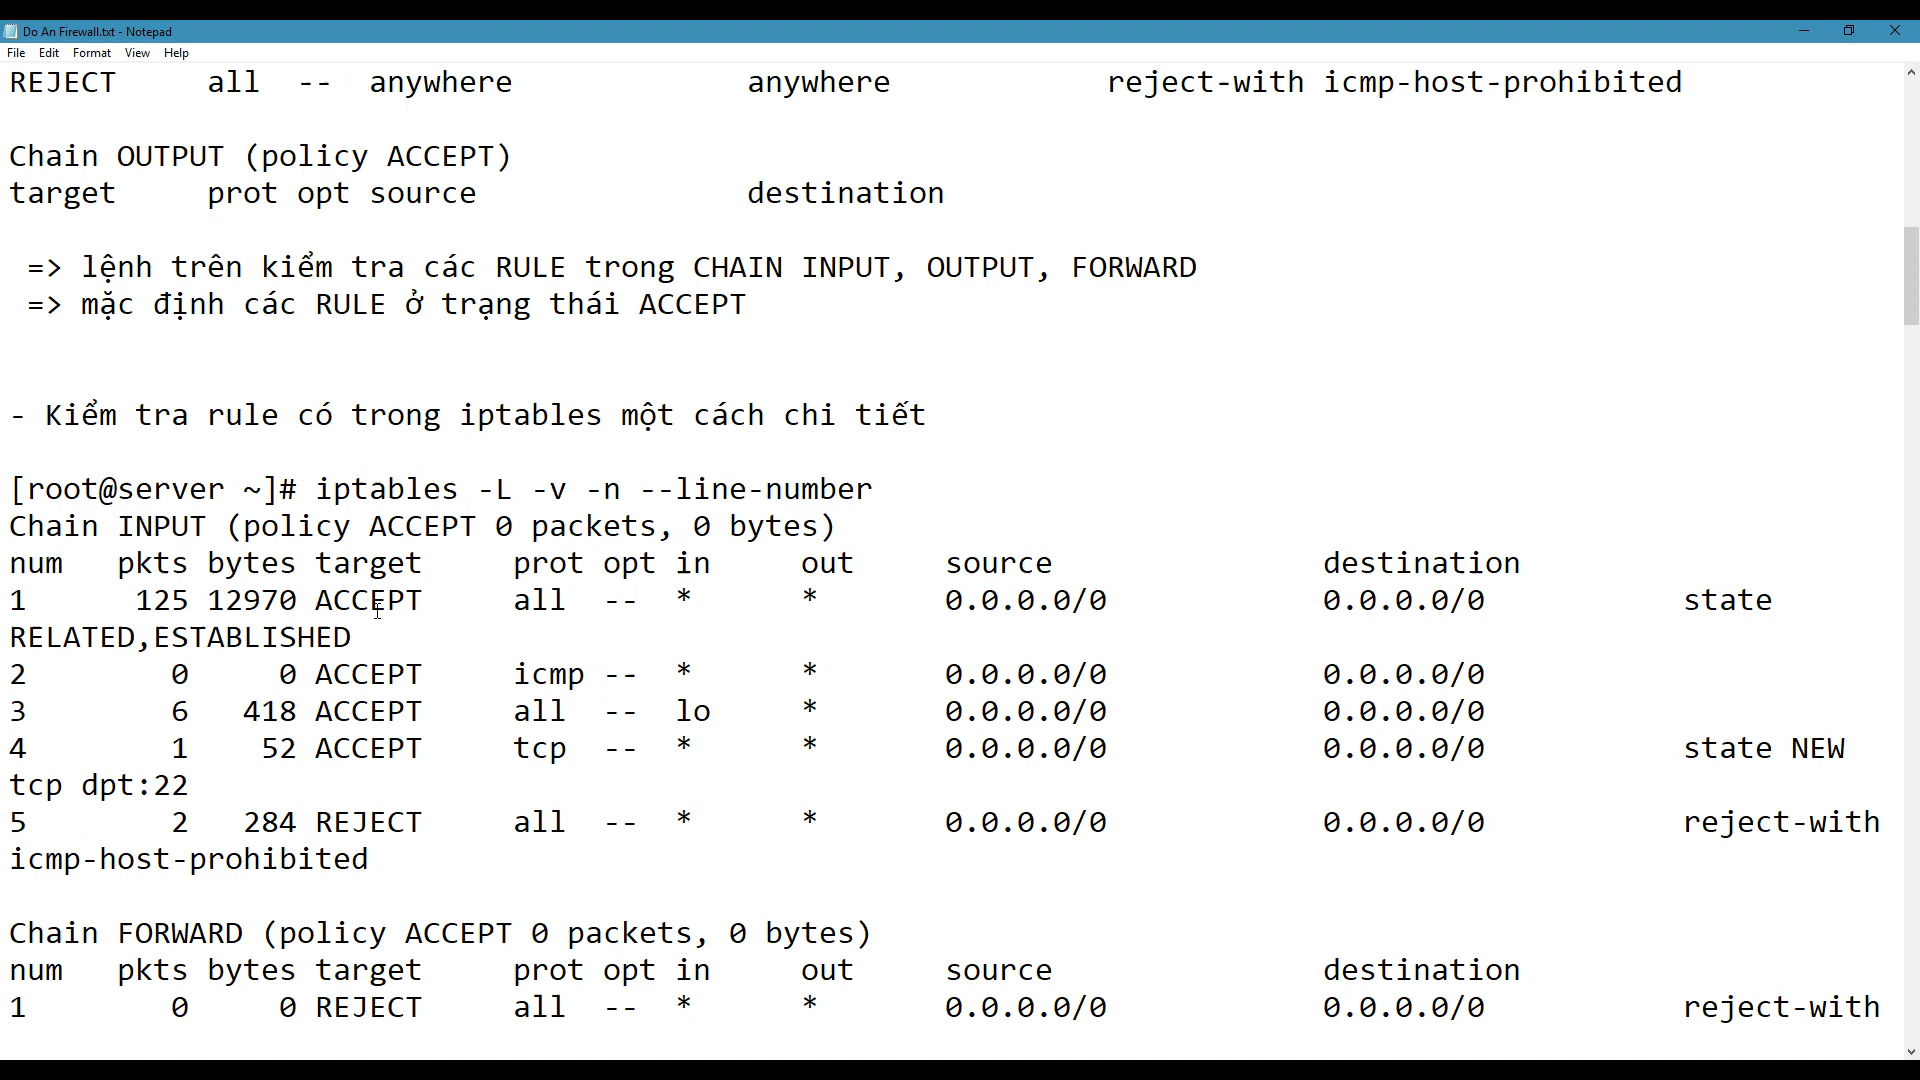 Do An Firewall.txt - Notepad
File Edit Format View Help
REJECT     all  --  anywhere             anywhere            reject-with icmp-host-prohibited
Chain OUTPUT (policy ACCEPT)
target     prot opt source               destination
 => lệnh trên kiểm tra các RULE trong CHAIN INPUT, OUTPUT, FORWARD
 => mặc định các RULE ở trạng thái ACCEPT
- Kiểm tra rule có trong iptables một cách chi tiết
[root@server ~]# iptables -L -v -n --line-number
Chain INPUT (policy ACCEPT 0 packets, 0 bytes)
num   pkts bytes target     prot opt in     out     source               destination
1      125 12970 ACCEPT     all  --  *      *       0.0.0.0/0            0.0.0.0/0           state
RELATED,ESTABLISHED
2        0     0 ACCEPT     icmp --  *      *       0.0.0.0/0            0.0.0.0/0
3        6   418 ACCEPT     all  --  lo     *       0.0.0.0/0            0.0.0.0/0
4        1    52 ACCEPT     tcp  --  *      *       0.0.0.0/0            0.0.0.0/0           state NEW
tcp dpt:22
5        2   284 REJECT     all  --  *      *       0.0.0.0/0            0.0.0.0/0           reject-with
icmp-host-prohibited
Chain FORWARD (policy ACCEPT 0 packets, 0 bytes)
num   pkts bytes target     prot opt in     out     source               destination
1        0     0 REJECT     all  --  *      *       0.0.0.0/0            0.0.0.0/0           reject-with